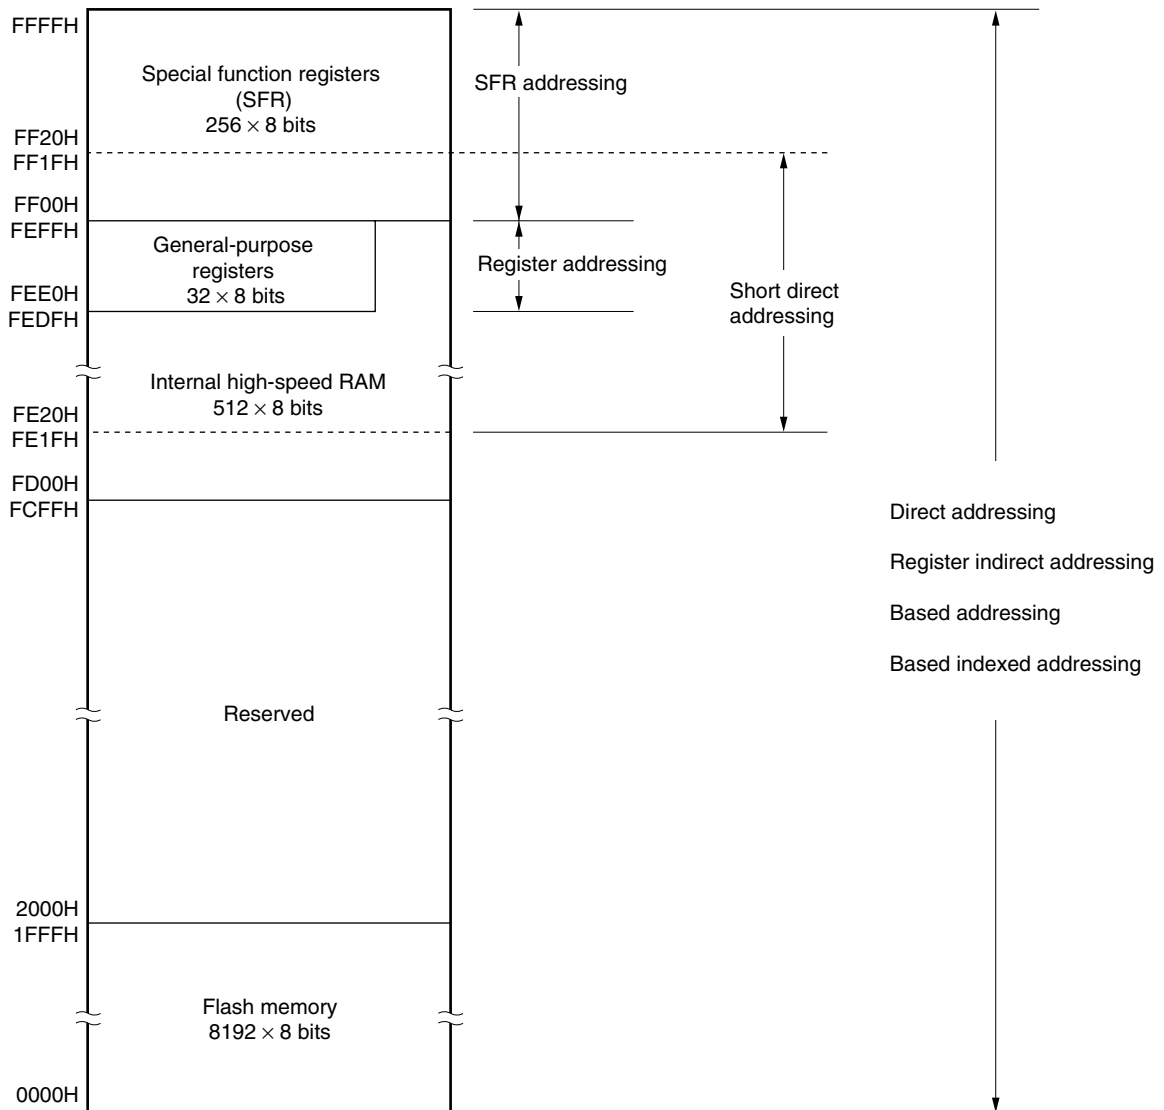 FFFFH
Special function registers
(SFR)
256 × 8 bits
SFR addressing
FF20H
FF1FH
FF00H
FEFFH
General-purpose
registers
32 × 8 bits
Register addressing
FEE0H
FEDFH
Short direct
addressing
Internal high-speed RAM
512 × 8 bits
FE20H
FE1FH
FD00H
FCFFH
Direct addressing
Register indirect addressing
Based addressing
Based indexed addressing
Reserved
2000H
1FFFH
Flash memory
8192 × 8 bits
0000H